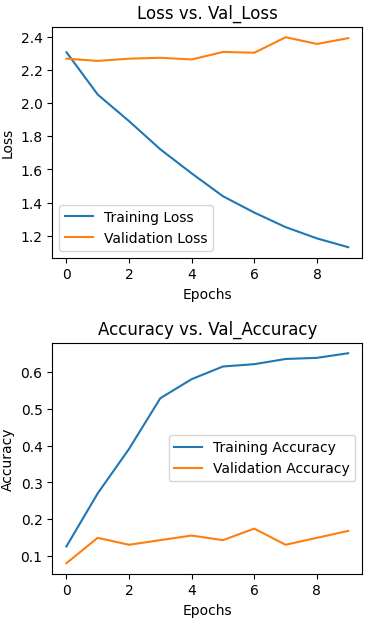 Loss vs. Val_Loss
2.4
2.2
2.0
1.8
1.6
1.4
1.2
Loss
Training Loss
Validation Loss
0 2 4 6 8
Epochs
Accuracy vs. Val_Accuracy
0.6
0.5
0.4
0.3
0.2
0.1
Accuracy
Training Accuracy
Validation Accuracy
0 2 4 6 8
Epochs